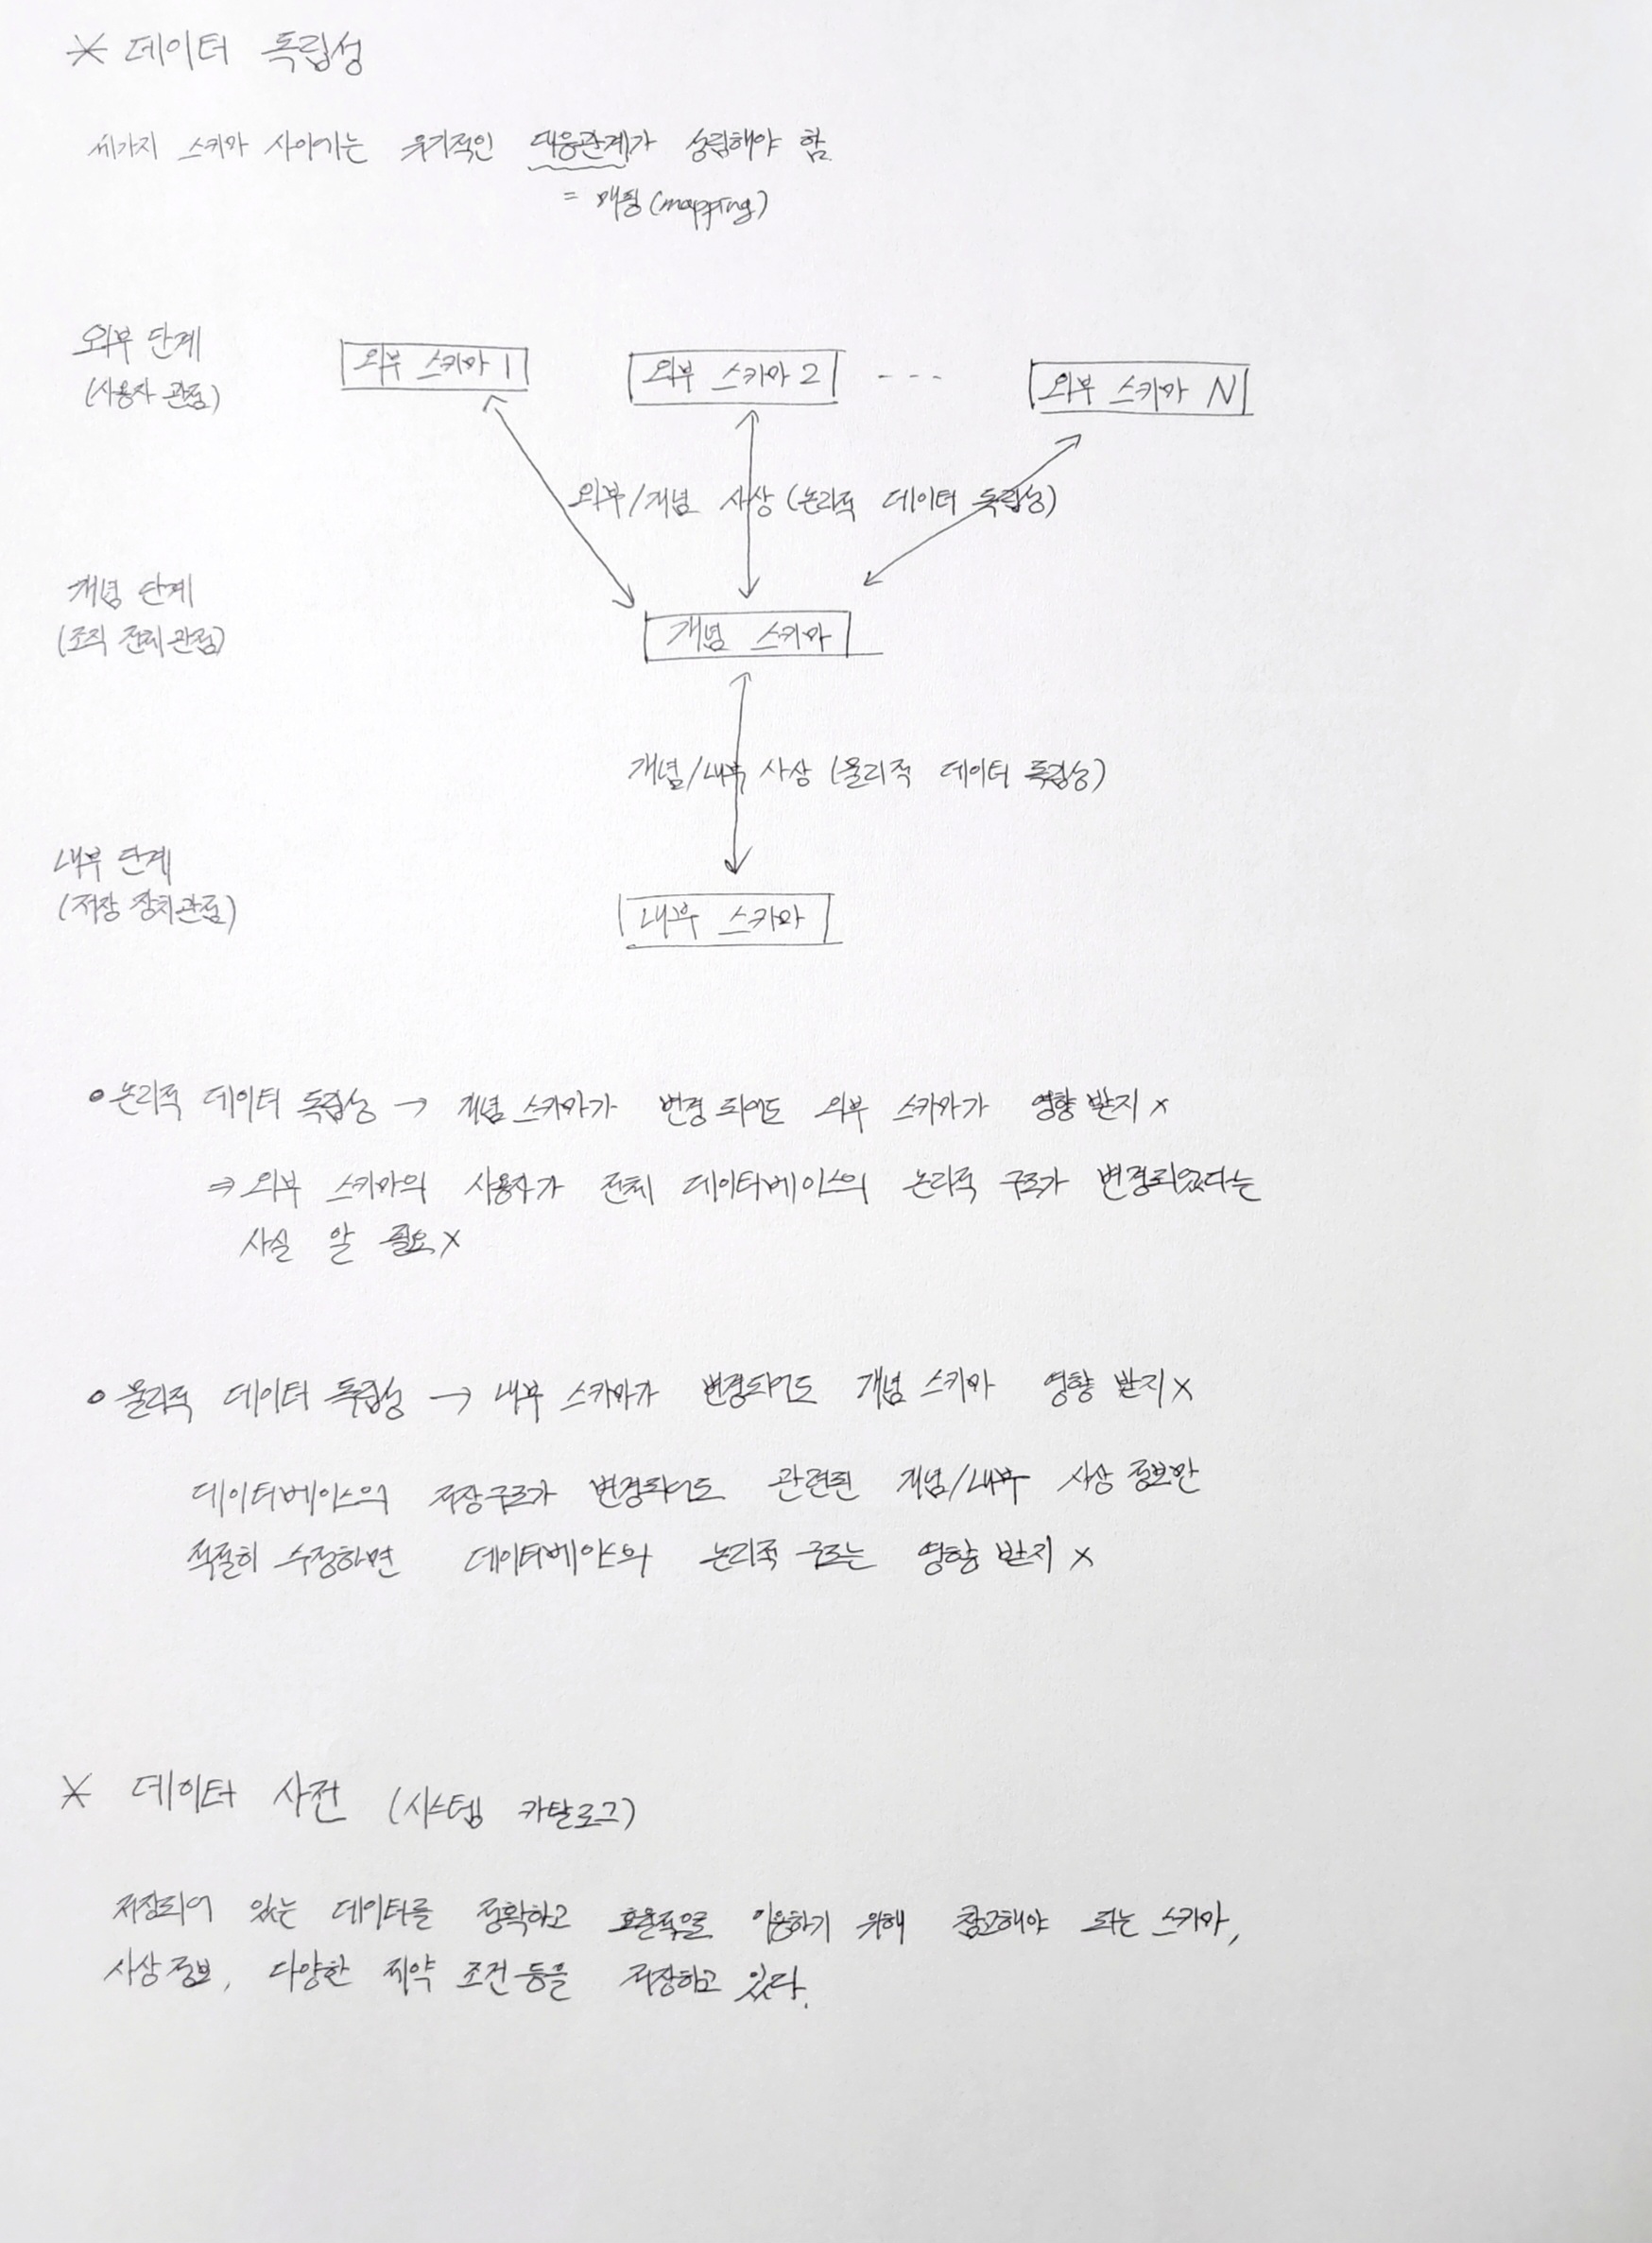 * 데이터 독립성
세가지 스키마 사이에는 유기적인 대응관계가 성립해야 함.
= 매핑 (mapping)
외부 단계
(사용자 관점)
외부 스키마 1
외부 스키마 2
- - -
외부 스키마 N
외부/개념 사상 (논리적 데이터 독립성)
개념 단계
(조직 전체 관점)
개념 스키마
개념/내부 사상 (물리적 데이터 독립성)
내부 단계
(저장 장치 관점)
내부 스키마
• 논리적 데이터 독립성 → 개념 스키마가 변경 되어도 외부 스키마가 영향 받지 x
⇒ 외부 스키마의 사용자가 전체 데이터베이스의 논리적 구조가 변경되었다는
사실 알 필요 x
• 물리적 데이터 독립성 → 내부 스키마가 변경되어도 개념 스키마 영향 받지 x
데이터베이스의 저장구조가 변경되어도 관련된 개념/내부 사상 정보만
적절히 수정하면 데이터베이스의 논리적 구조는 영향 받지 x
* 데이터 사전 (시스템 카탈로그)
저장되어 있는 데이터를 정확하고 효율적으로 이용하기 위해 참고해야 되는 스키마,
사상 정보, 다양한 제약 조건 등을 저장하고 있다.